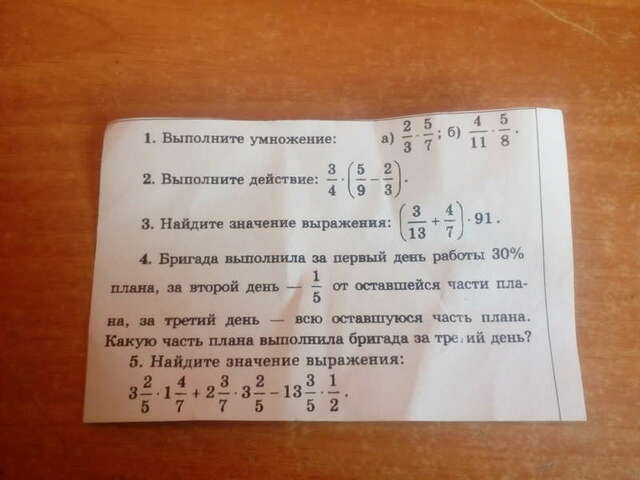 1. Выполните умножение: а) 2/3 · 5/7; б) 4/11 · 5/8.
2. Выполните действие: 3/4 · (5/9 − 2/3).
3. Найдите значение выражения: (3/13 + 4/7) · 91.
4. Бригада выполнила за первый день работы 30%
плана, за второй день — 1/5 от оставшейся части пла-
на, за третий день — всю оставшуюся часть плана.
Какую часть плана выполнила бригада за третий день?
5. Найдите значение выражения:
3 2/5 · 1 4/7 + 2 3/7 · 3 2/5 − 13 3/5 · 1/2.